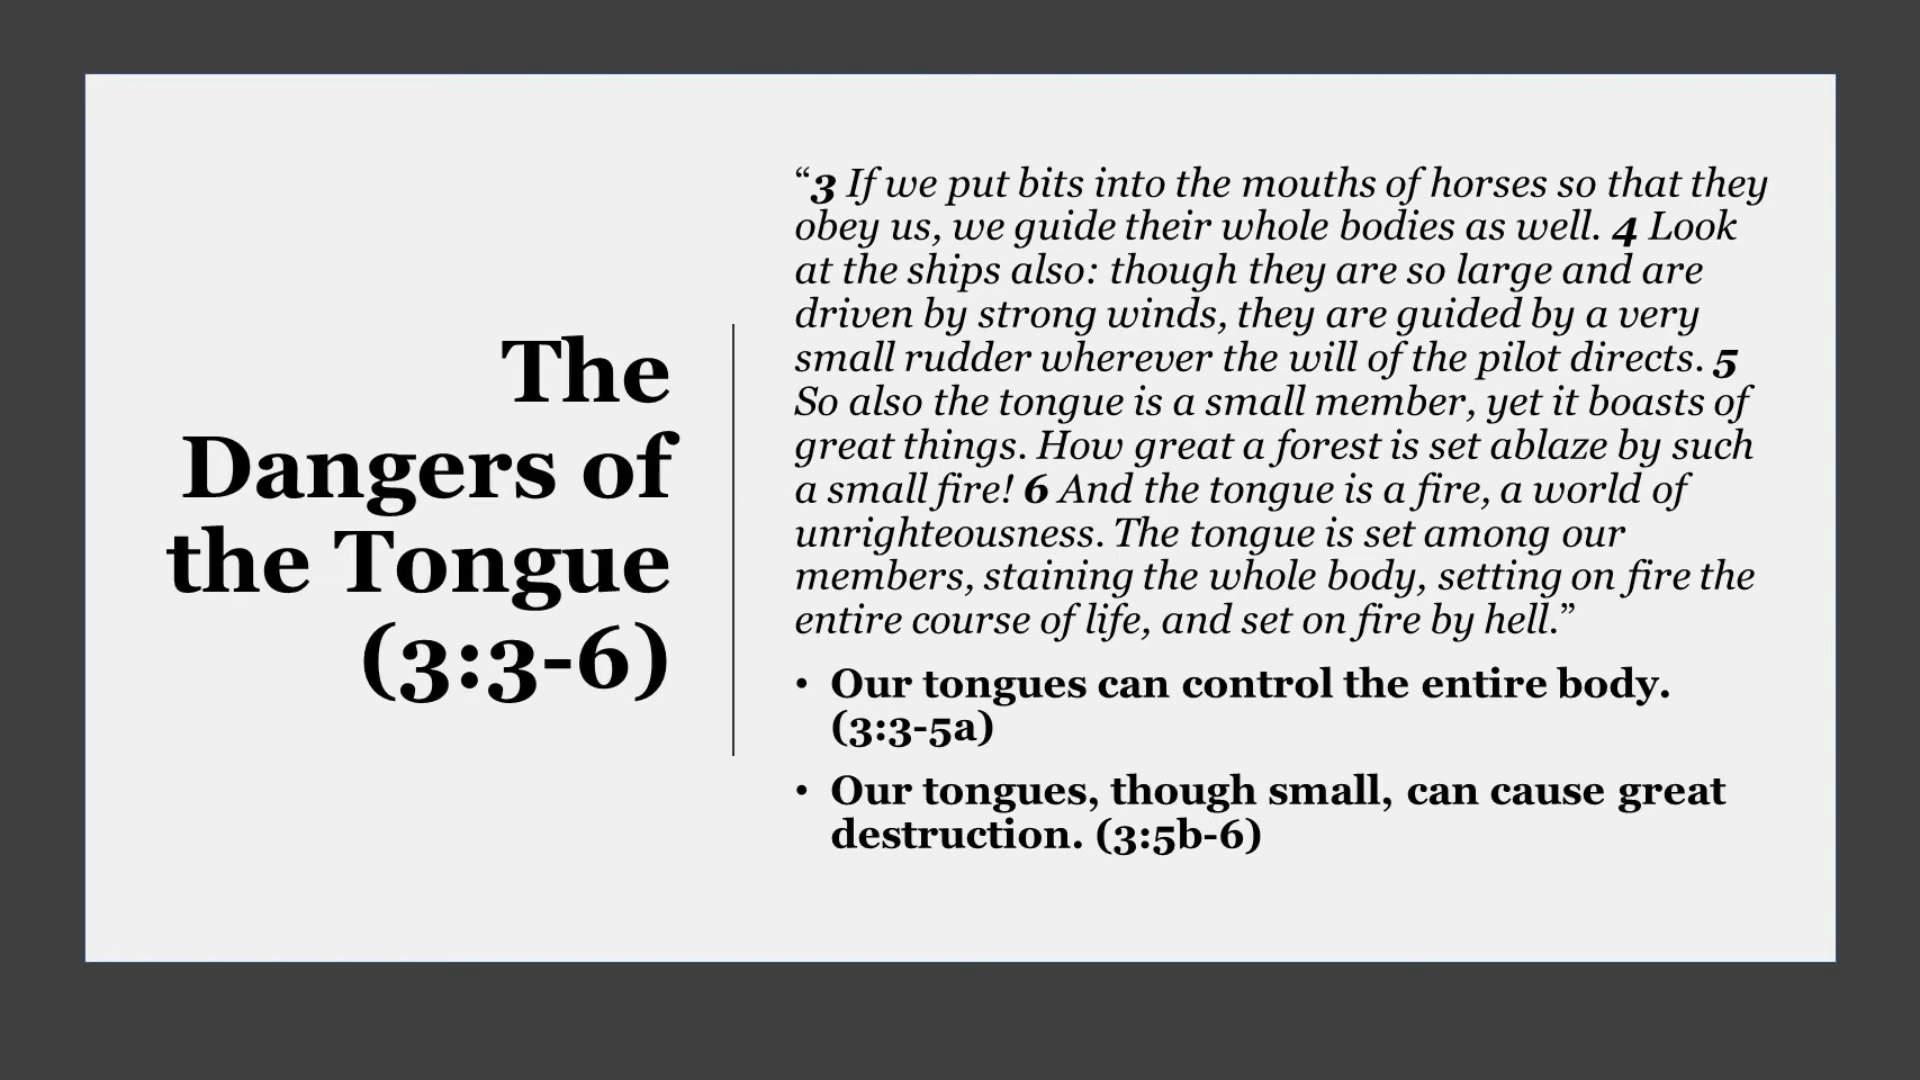 The
Dangers of
the Tongue
(3:3-6)
“3 If we put bits into the mouths of horses so that they
obey us, we guide their whole bodies as well. 4 Look
at the ships also: though they are so large and are
driven by strong winds, they are guided by a very
small rudder wherever the will of the pilot directs. 5
So also the tongue is a small member, yet it boasts of
great things. How great a forest is set ablaze by such
a small fire! 6 And the tongue is a fire, a world of
unrighteousness. The tongue is set among our
members, staining the whole body, setting on fire the
entire course of life, and set on fire by hell.”
• Our tongues can control the entire body.
(3:3-5a)
• Our tongues, though small, can cause great
destruction. (3:5b-6)